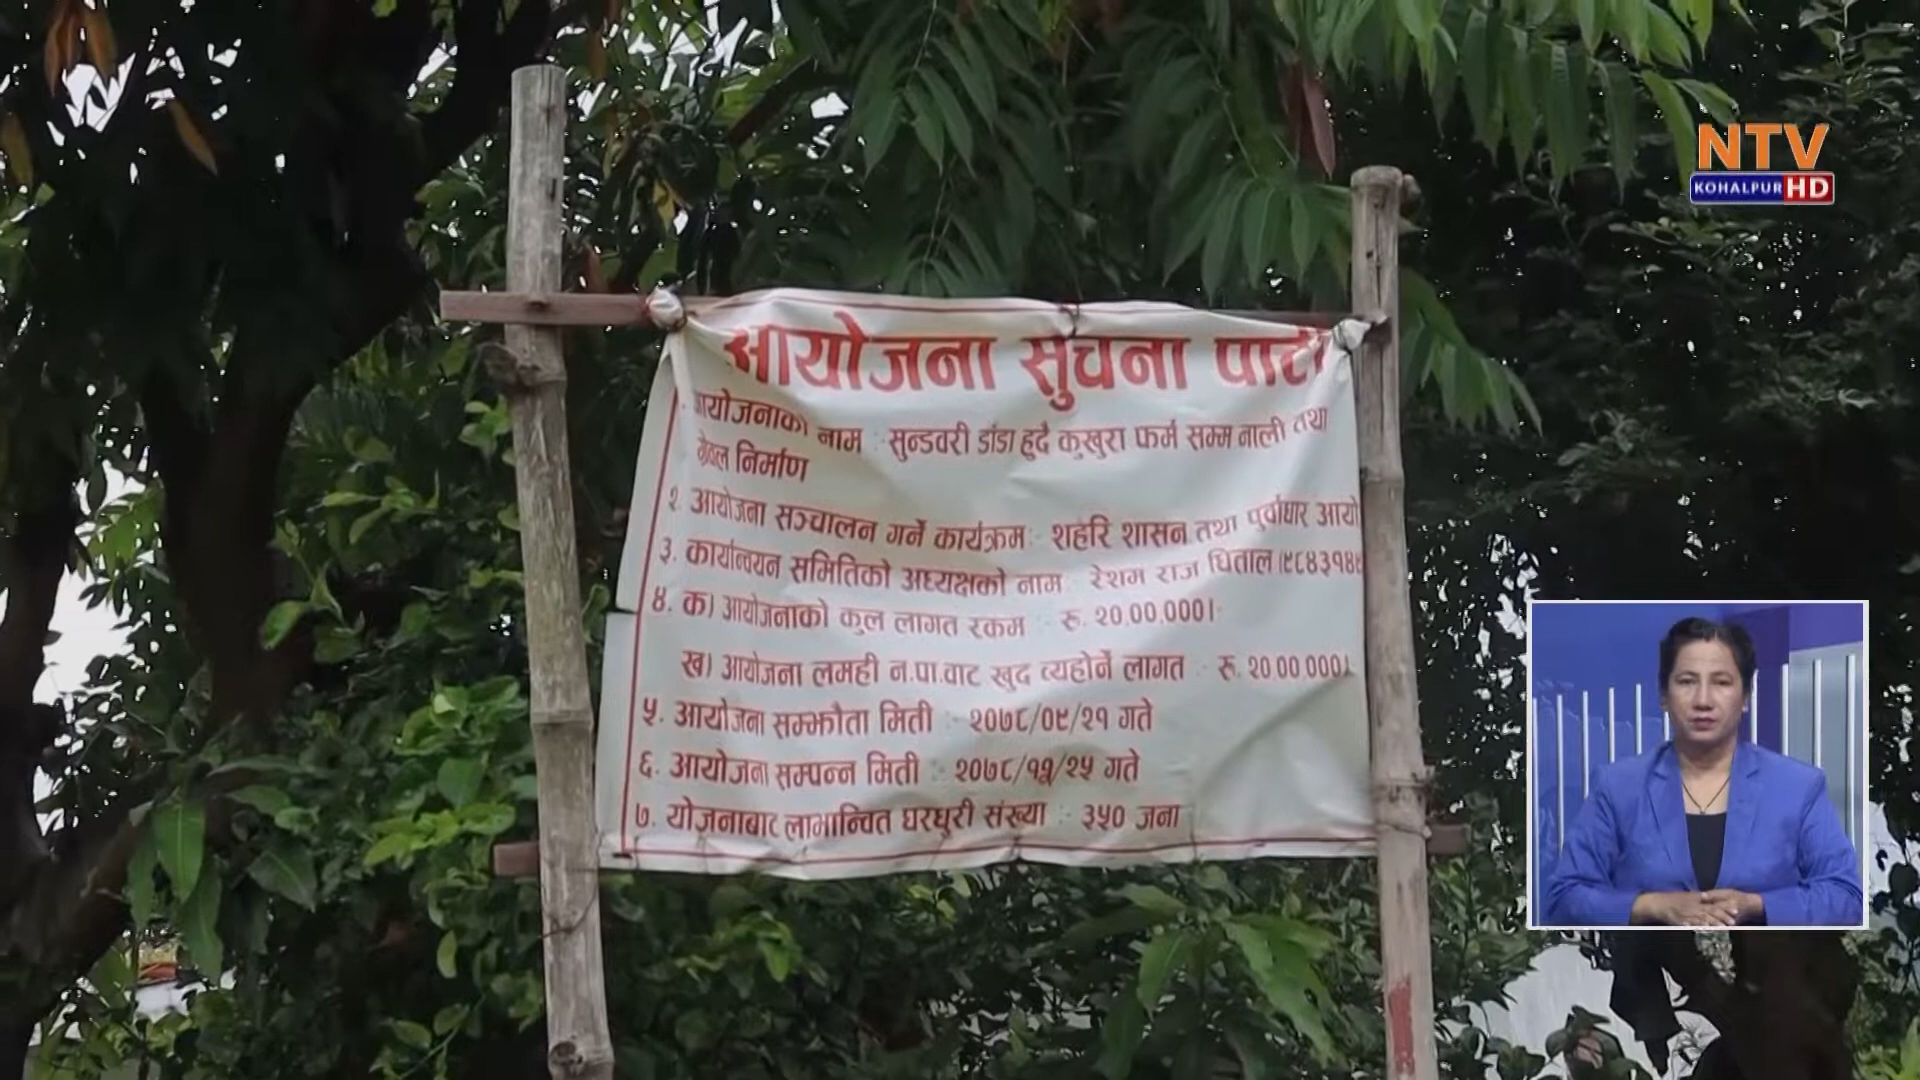 आयोजना सुचना पाटी
आयोजनाको नाम :- सुन्डवरी डांडा हुदै कुखुरा फर्म सम्म नाली तथा
ग्रेवल निर्माण
२. आयोजना सञ्चालन गर्ने कार्यक्रम:- शहरि शासन तथा पुर्वाधार आयो
३. कार्यान्वयन समितिको अध्यक्षको नाम रेशम राज घिताल ।९८४३१४
४. क) आयोजनाको कुल लागत रकम :- रु. २०.००.०००।-
ख) आयोजना लमही न.पा.वाट खुद व्यहोर्ने लागत :- रु. २०.००.०००।
५. आयोजना सम्झौता मिती :- २०७८/०९/२१ गते
६. आयोजना सम्पन्न मिती :- २०७८/११/२५ गते
७. योजनाबाट लाभान्वित घरधुरी संख्या :- ३५० जना
NTV
KOHALPUR HD